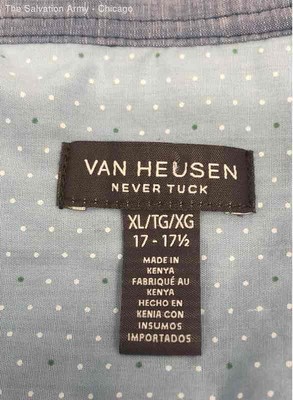 The Salvation Army - Chicago
VAN HEUSEN
NEVER TUCK
XL/TG/XG
17 - 17½
MADE IN
KENYA
FABRIQUÉ AU
KENYA
HECHO EN
KENIA CON
INSUMOS
IMPORTADOS